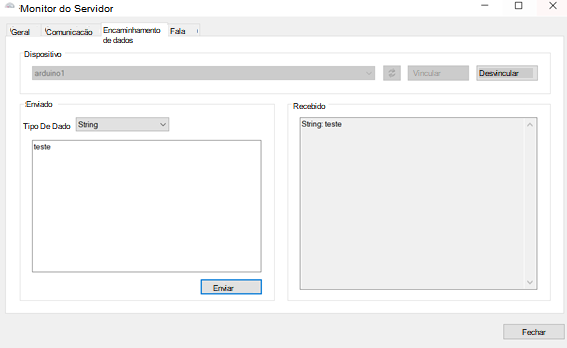 Monitor do Servidor
Geral
Comunicacão
Encaminhamento
de dados
Fala
Dispositivo
arduino1
Vincular
Desvincular
Enviado
Tipo De Dado
String
teste
Enviar
Recebido
String: teste
Fechar